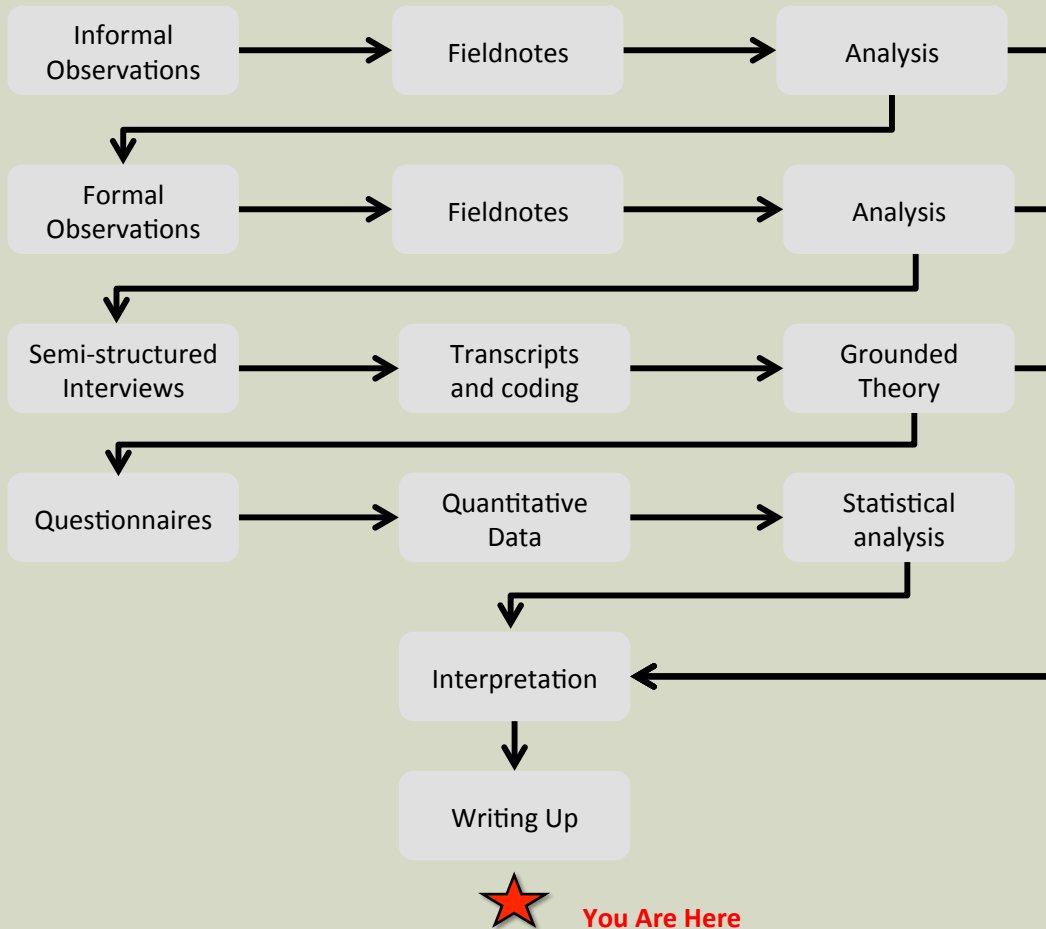 Informal
Observations
Fieldnotes
Analysis
Formal
Observations
Fieldnotes
Analysis
Semi-structured
Interviews
Transcripts
and coding
Grounded
Theory
Questionnaires
Quantitative
Data
Statistical
analysis
Interpretation
Writing Up
You Are Here